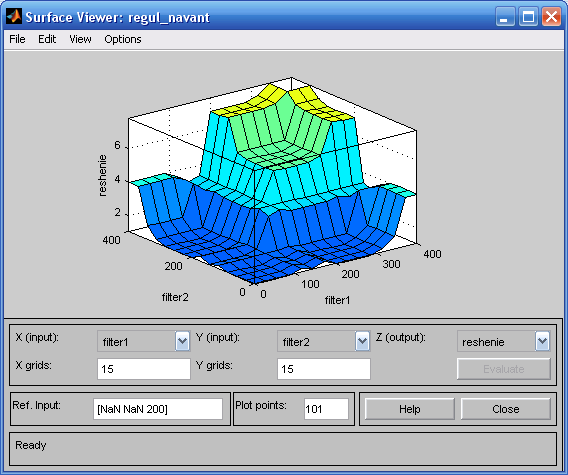 Surface Viewer: regul_navant
File Edit View Options
6
4
2
reshenie
400
200
0
filter2
0
100
200
300
400
filter1
X (input): filter1 Y (input): filter2 Z (output): reshenie
X grids: 15 Y grids: 15 Evaluate
Ref. Input: [NaN NaN 200] Plot points: 101 Help Close
Ready